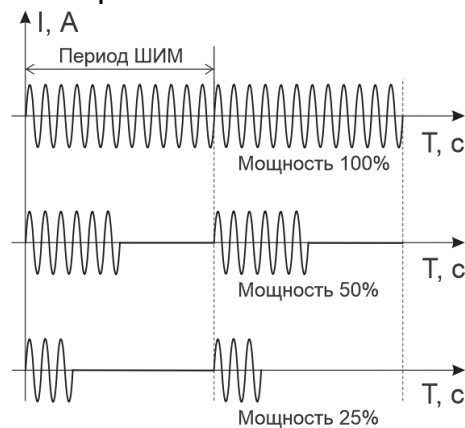 I, А
Период ШИМ
Т, с
Мощность 100%
Т, с
Мощность 50%
Т, с
Мощность 25%